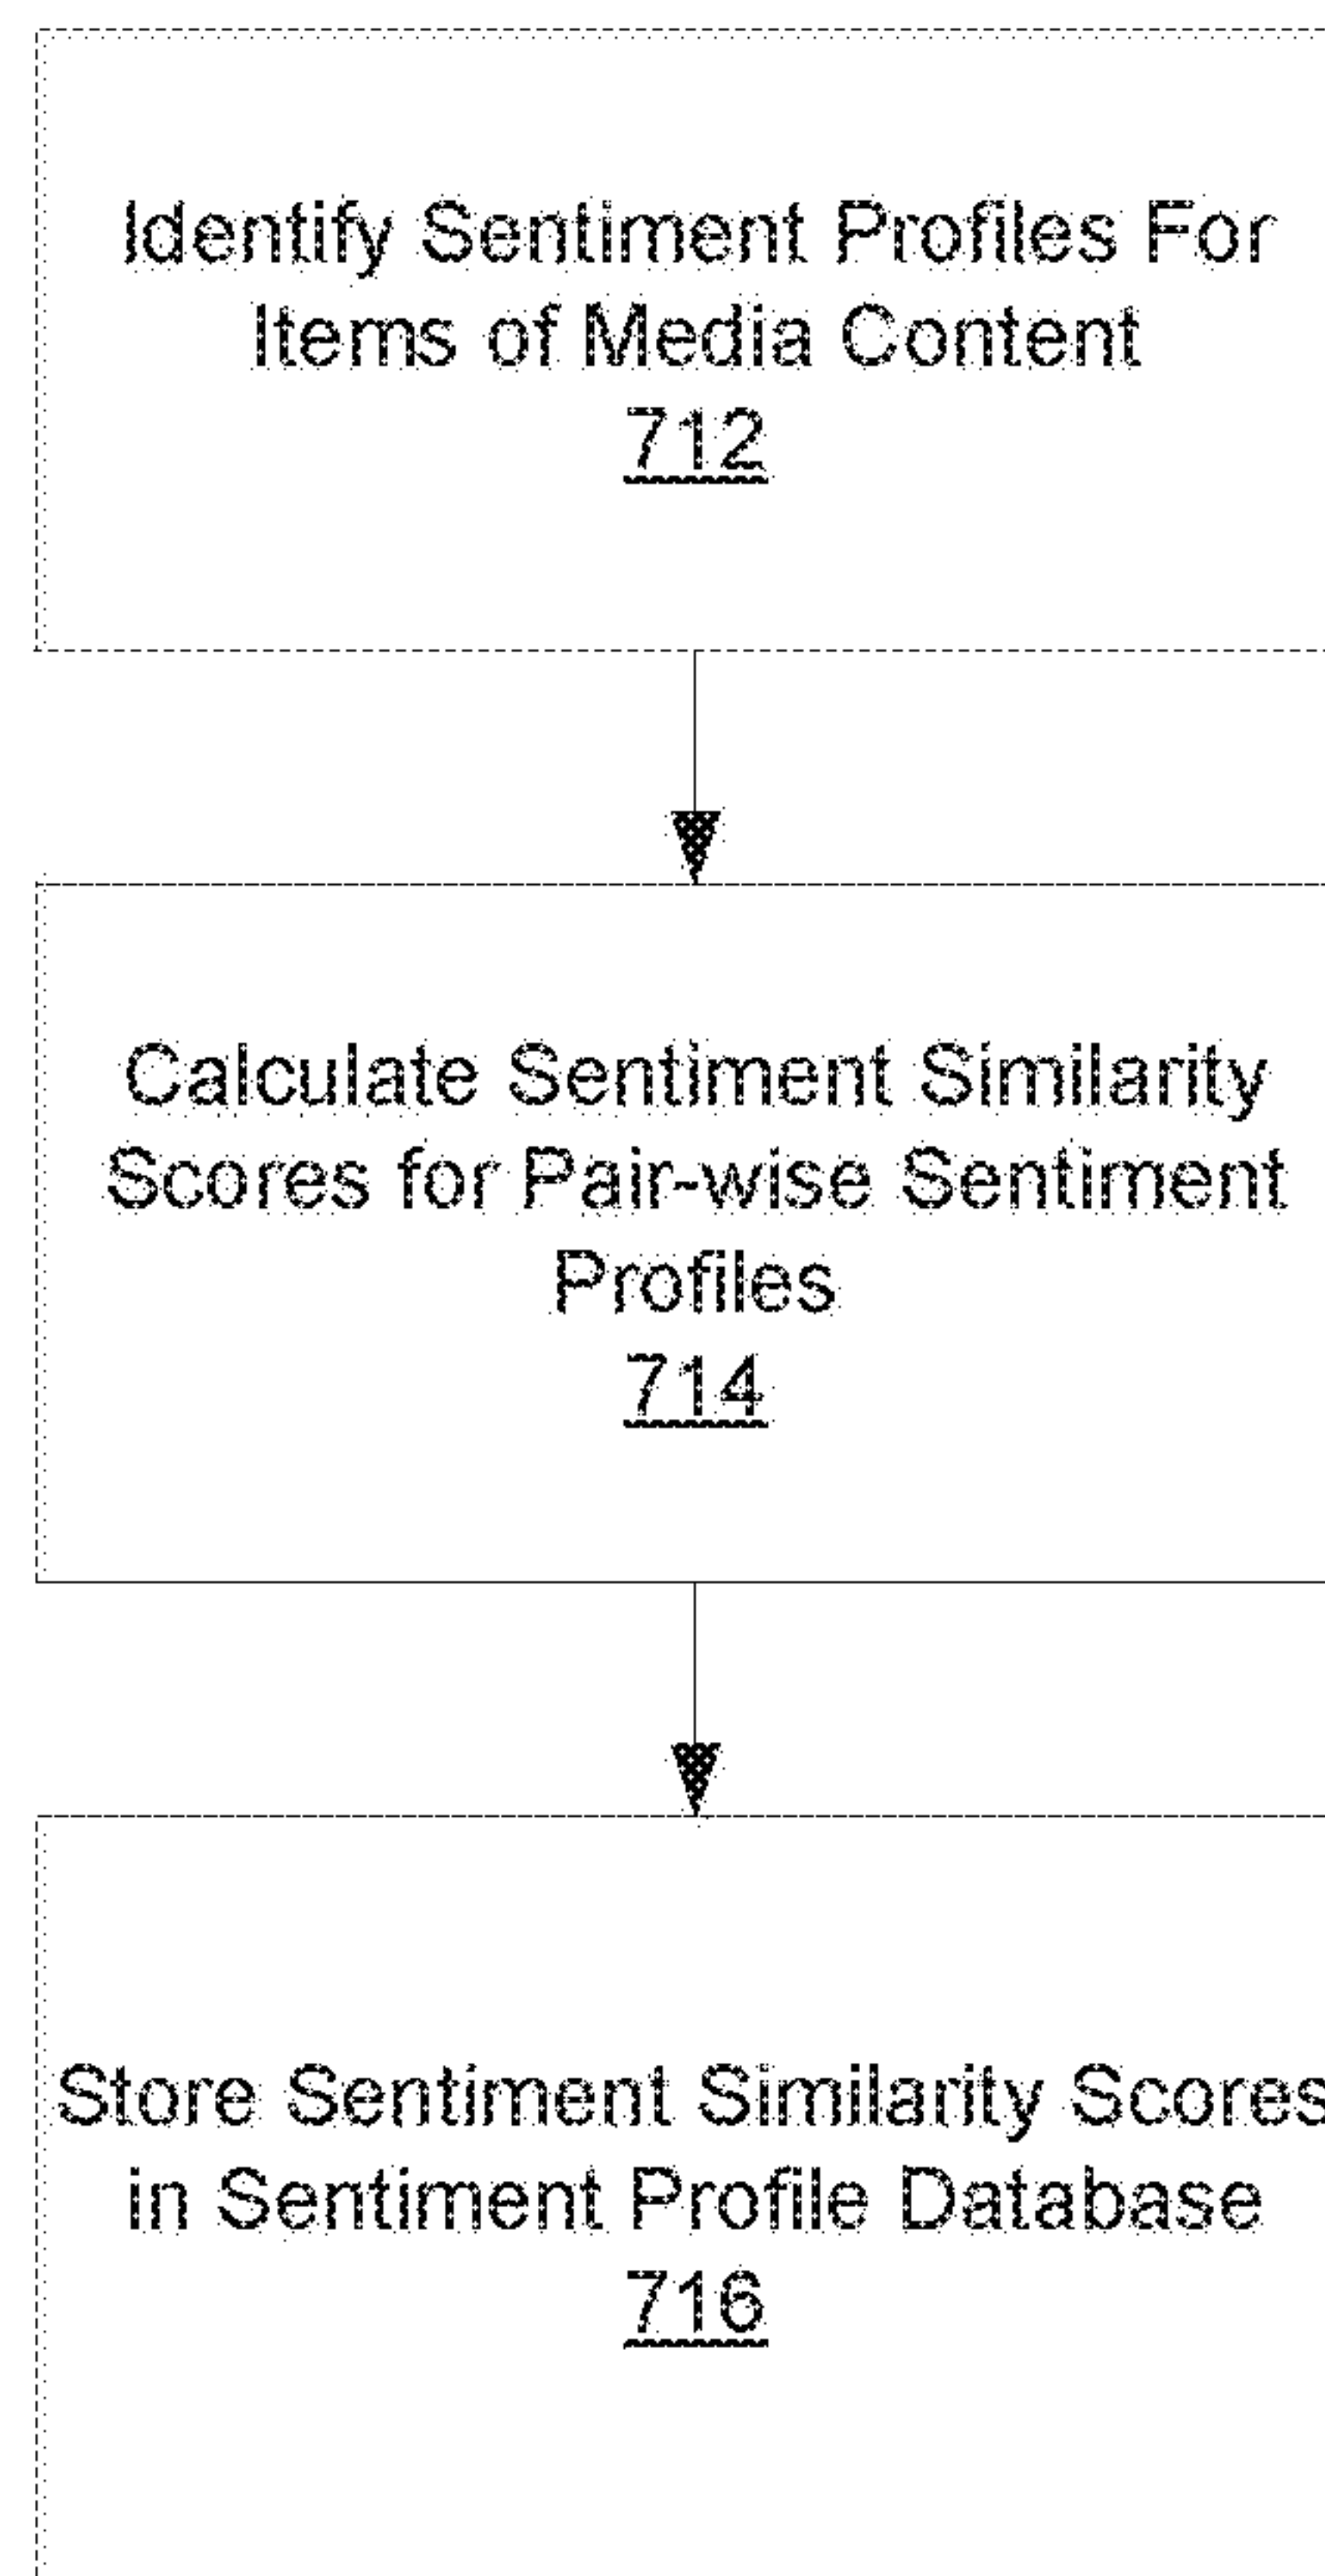 Identify Sentiment Profiles For
Items of Media Content
712
Calculate Sentiment Similarity
Scores for Pair-wise Sentiment
Profiles
714
Store Sentiment Similarity Scores
in Sentiment Profile Database
716